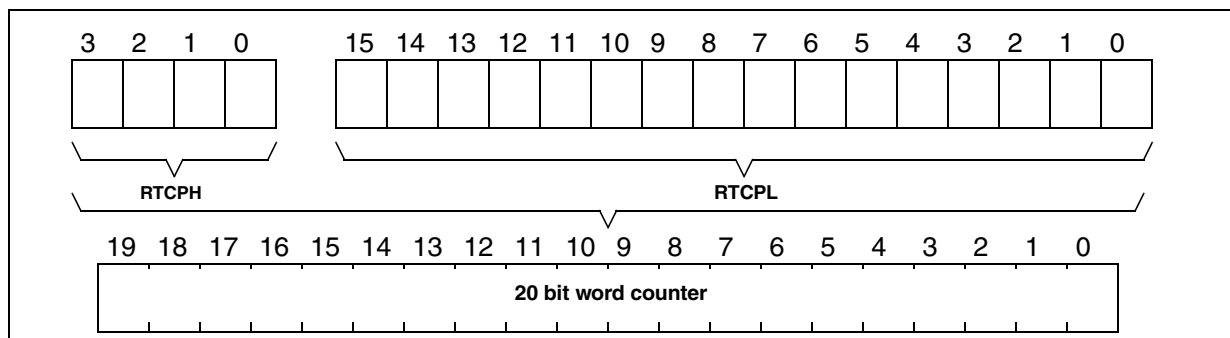 3 2 1 0 15 14 13 12 11 10 9 8 7 6 5 4 3 2 1 0
RTCPH RTCPL
19 18 17 16 15 14 13 12 11 10 9 8 7 6 5 4 3 2 1 0
20 bit word counter